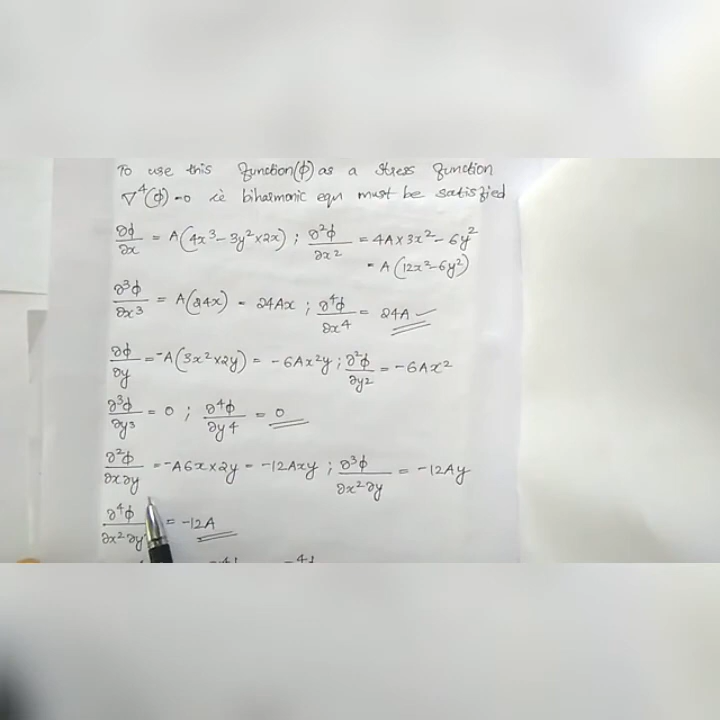 To use this function(ϕ) as a stress function
∇⁴(ϕ) = 0 ie biharmonic equn must be satisfied
∂ϕ/∂x = A(4x³ - 3y² × 2x) ; ∂²ϕ/∂x² = 4A × 3x² - 6y²
= A(12x² - 6y²)
∂³ϕ/∂x³ = A(24x) = 24Ax ; ∂⁴ϕ/∂x⁴ = 24A
∂ϕ/∂y = -A(3x² × 2y) = -6Ax²y ; ∂²ϕ/∂y² = -6Ax²
∂³ϕ/∂y³ = 0 ; ∂⁴ϕ/∂y⁴ = 0
∂²ϕ/∂x∂y = -A6x × 2y = -12Axy ; ∂³ϕ/∂x²∂y = -12Ay
∂⁴ϕ/∂x²∂y = -12A